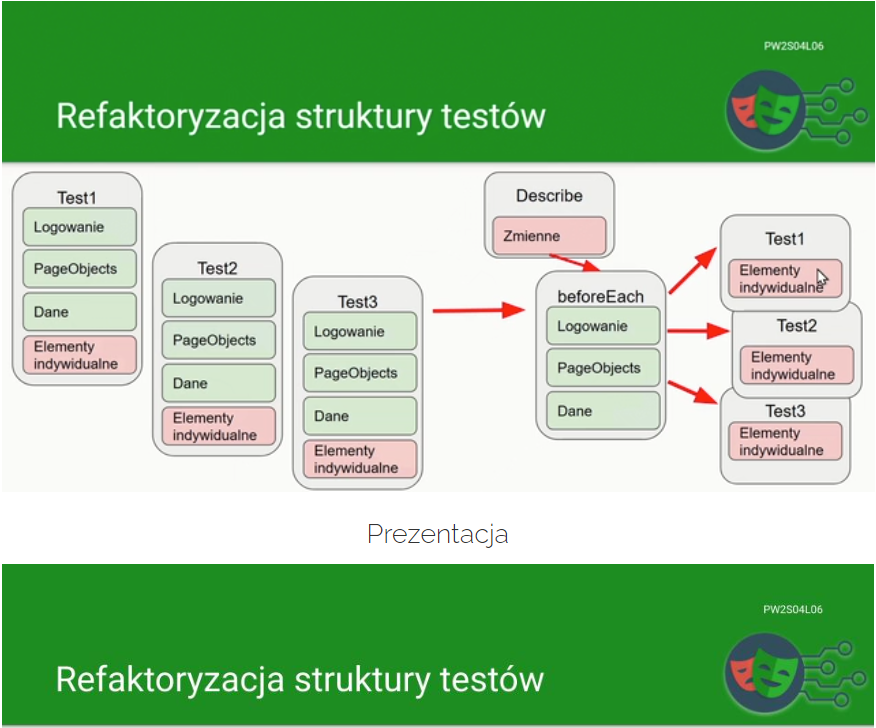 PW2S04L06
Refaktoryzacja struktury testów
Test1
Logowanie
PageObjects
Dane
Elementy
indywidualne
Test2
Logowanie
PageObjects
Dane
Elementy
indywidualne
Test3
Logowanie
PageObjects
Dane
Elementy
indywidualne
Describe
Zmienne
beforeEach
Logowanie
PageObjects
Dane
Test1
Elementy
indywidualne
Test2
Elementy
indywidualne
Test3
Elementy
indywidualne
Prezentacja
PW2S04L06
Refaktoryzacja struktury testów